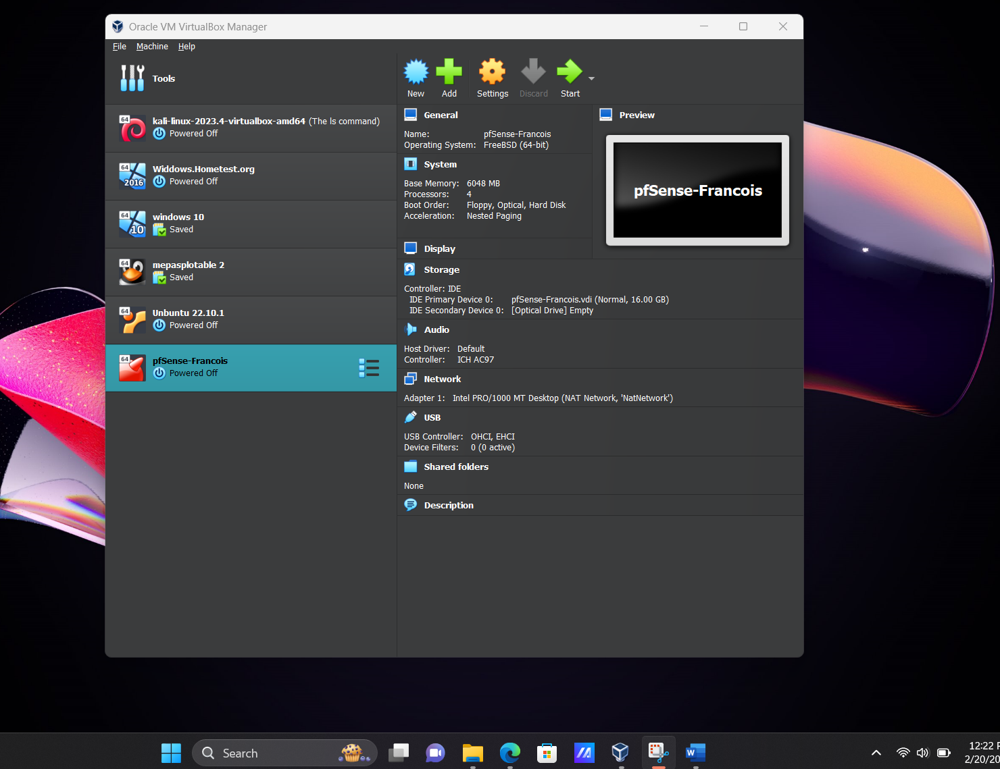 Oracle VM VirtualBox Manager
File Machine Help
Tools
New Add Settings Discard Start
64
kali-linux-2023.4-virtualbox-amd64 (The ls command)
Powered Off
64
2016
Widdows.Hometest.org
Powered Off
64
10
windows 10
Saved
64
mepasplotable 2
Saved
64
Unbuntu 22.10.1
Powered Off
64
pfSense-Francois
Powered Off
General
Name: pfSense-Francois
Operating System: FreeBSD (64-bit)
System
Base Memory: 6048 MB
Processors: 4
Boot Order: Floppy, Optical, Hard Disk
Acceleration: Nested Paging
Preview
pfSense-Francois
Display
Storage
Controller: IDE
IDE Primary Device 0: pfSense-Francois.vdi (Normal, 16.00 GB)
IDE Secondary Device 0: [Optical Drive] Empty
Audio
Host Driver: Default
Controller: ICH AC97
Network
Adapter 1: Intel PRO/1000 MT Desktop (NAT Network, 'NatNetwork')
USB
USB Controller: OHCI, EHCI
Device Filters: 0 (0 active)
Shared folders
None
Description
Search
W
12:22 P
2/20/20